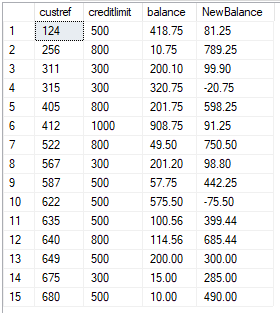 custref creditlimit balance NewBalance
1 124 500 418.75 81.25
2 256 800 10.75 789.25
3 311 300 200.10 99.90
4 315 300 320.75 -20.75
5 405 800 201.75 598.25
6 412 1000 908.75 91.25
7 522 800 49.50 750.50
8 567 300 201.20 98.80
9 587 500 57.75 442.25
10 622 500 575.50 -75.50
11 635 500 100.56 399.44
12 640 800 114.56 685.44
13 649 500 200.00 300.00
14 675 300 15.00 285.00
15 680 500 10.00 490.00